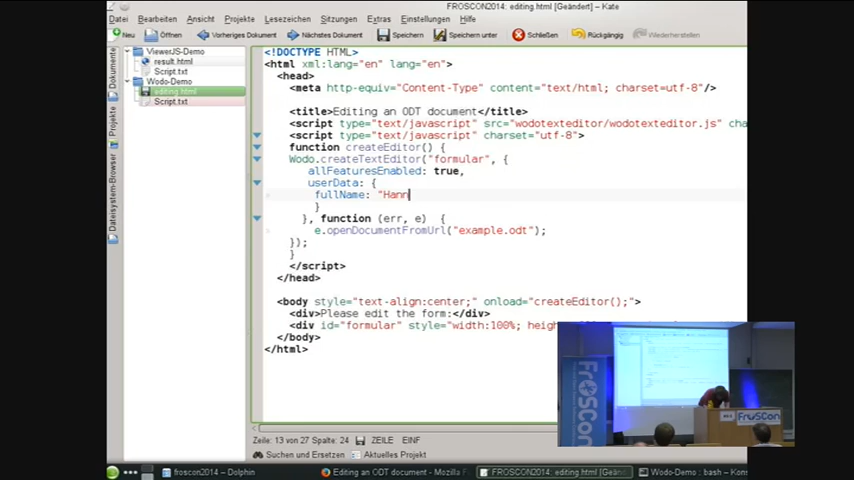 FROSCON2014: editing.html [Geändert] - Kate
Datei Bearbeiten Ansicht Projekte Lesezeichen Sitzungen Extras Einstellungen Hilfe
Neu Öffnen Vorheriges Dokument Nächstes Dokument Speichern Speichern unter Schließen Rückgängig Wiederherstellen
Dokumente
Projekte
Dateisystem-Browser
ViewerJS-Demo
result.html
Script.txt
Wodo-Demo
editing.html
Script.txt
<!DOCTYPE HTML>
<html xml:lang="en" lang="en">
<head>
<meta http-equiv="Content-Type" content="text/html; charset=utf-8"/>
<title>Editing an ODT document</title>
<script type="text/javascript" src="wodotexteditor/wodotexteditor.js" cha
<script type="text/javascript" charset="utf-8">
function createEditor() {
Wodo.createTextEditor("formular", {
allFeaturesEnabled: true,
userData: {
fullName: "Hann
}
}, function (err, e) {
e.openDocumentFromUrl("example.odt");
});
}
</script>
</head>
<body style="text-align:center;" onload="createEditor();">
<div>Please edit the form:</div>
<div id="formular" style="width:100%; heigh
</body>
</html>
FrOSCon
FrOSCon
Zeile: 13 von 27 Spalte: 24 ZEILE EINF
Suchen und Ersetzen Aktuelles Projekt
froscon2014 – Dolphin Editing an ODT document - Mozilla F FROSCON2014: editing.html [Geändert] Wodo-Demo : bash – Kons